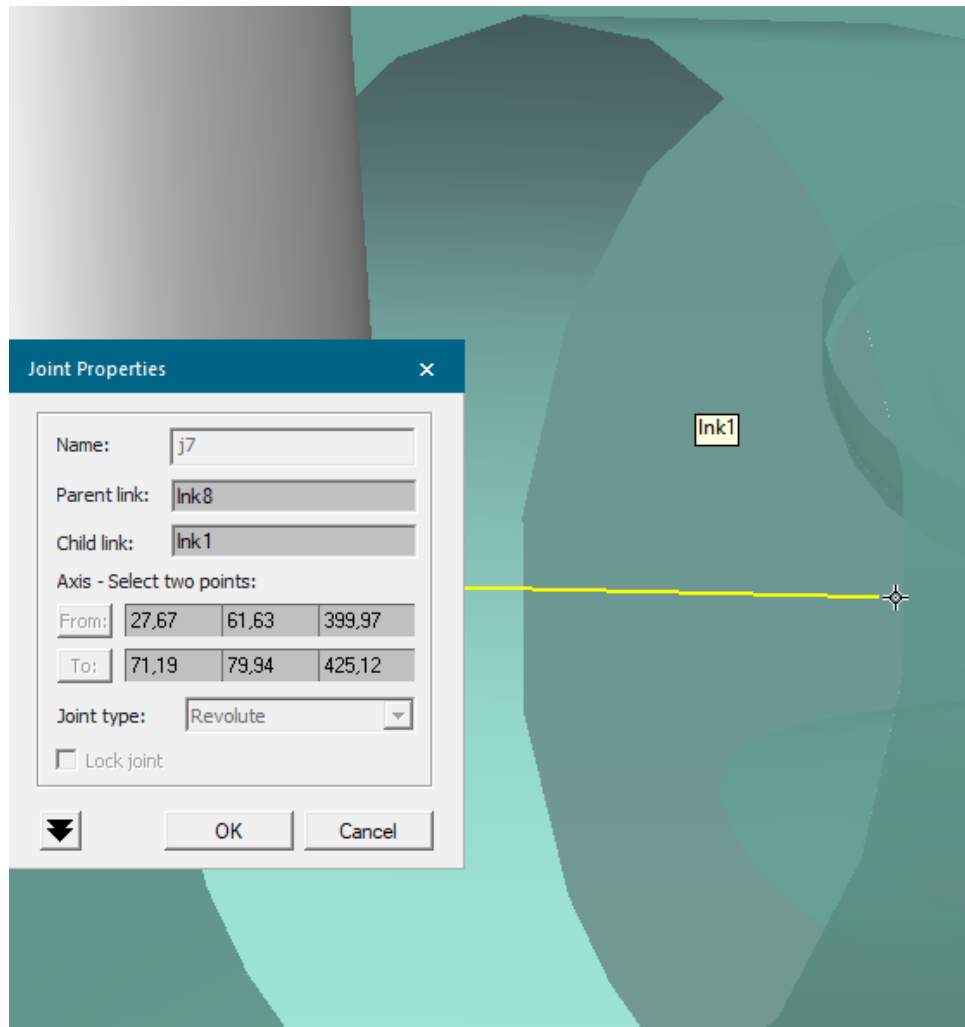 lnk1
Joint Properties
Name: j7
Parent link: lnk8
Child link: lnk1
Axis - Select two points:
From: 27,67 61,63 399,97
To: 71,19 79,94 425,12
Joint type: Revolute
Lock joint
OK Cancel